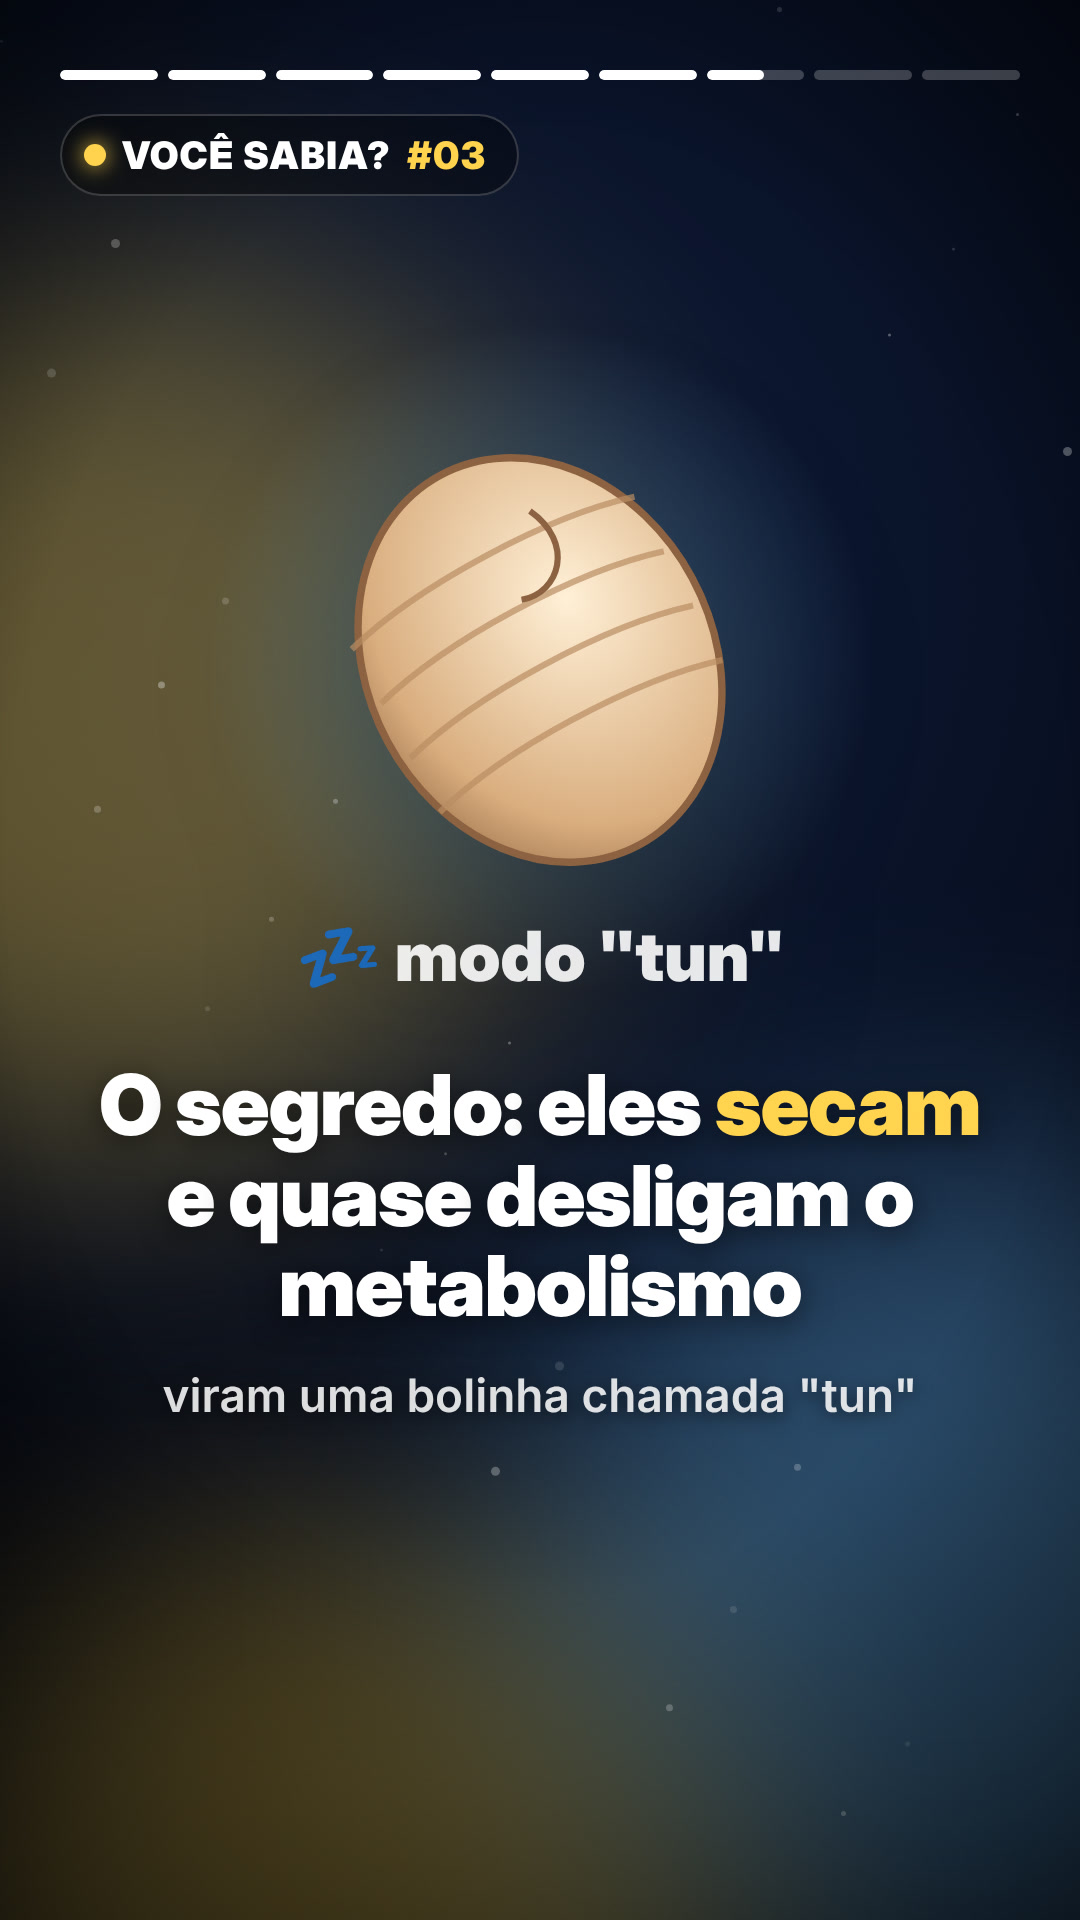 VOCÊ SABIA? #03
💤 modo "tun"
O segredo: eles secam
e quase desligam o
metabolismo
viram uma bolinha chamada "tun"